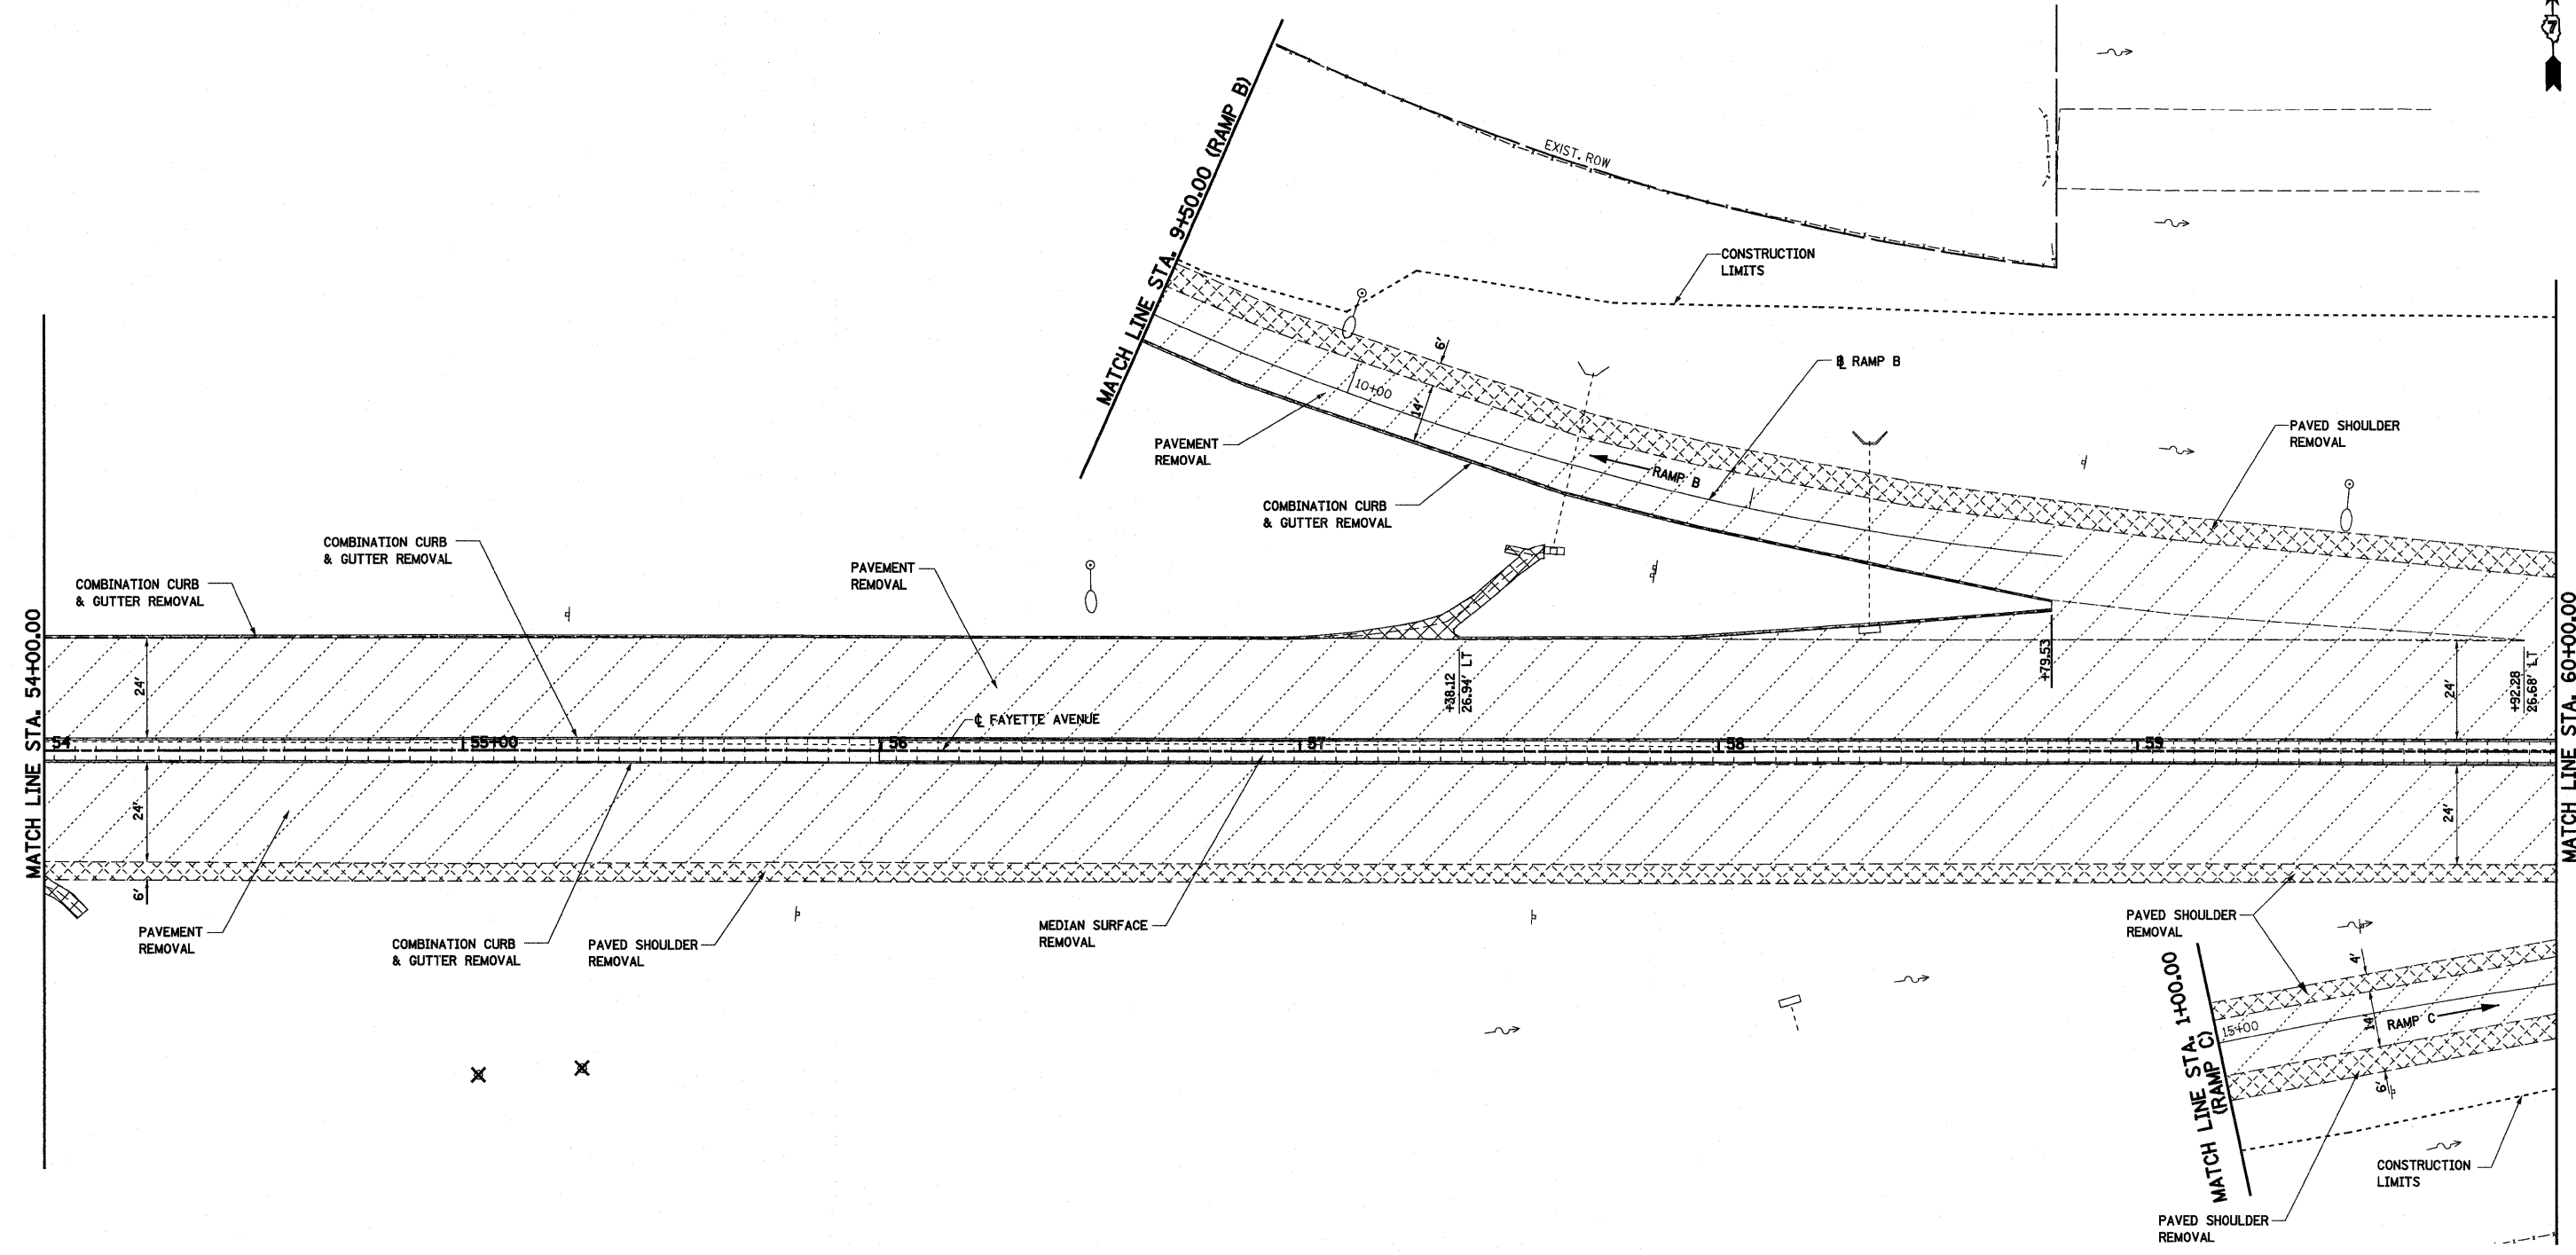 7
MATCH LINE STA. 9+50.00 (RAMP B)
EXIST. ROW
CONSTRUCTION
LIMITS
6'
10+00
14'
℄ RAMP B
PAVEMENT
REMOVAL
RAMP B
PAVED SHOULDER
REMOVAL
COMBINATION CURB
& GUTTER REMOVAL
COMBINATION CURB
& GUTTER REMOVAL
PAVEMENT
REMOVAL
COMBINATION CURB
& GUTTER REMOVAL
MATCH LINE STA. 54+00.00
24'
+38.12
26.94' LT
+79.53
24'
+92.28
26.68' LT
MATCH LINE STA. 60+00.00
℄ FAYETTE AVENUE
54
55+00
56
57
58
59
24'
24'
6'
PAVEMENT
REMOVAL
COMBINATION CURB
& GUTTER REMOVAL
PAVED SHOULDER
REMOVAL
MEDIAN SURFACE
REMOVAL
PAVED SHOULDER
REMOVAL
4'
MATCH LINE STA. 1+00.00
(RAMP C)
15+00
14'
RAMP C
6'
CONSTRUCTION
LIMITS
PAVED SHOULDER
REMOVAL